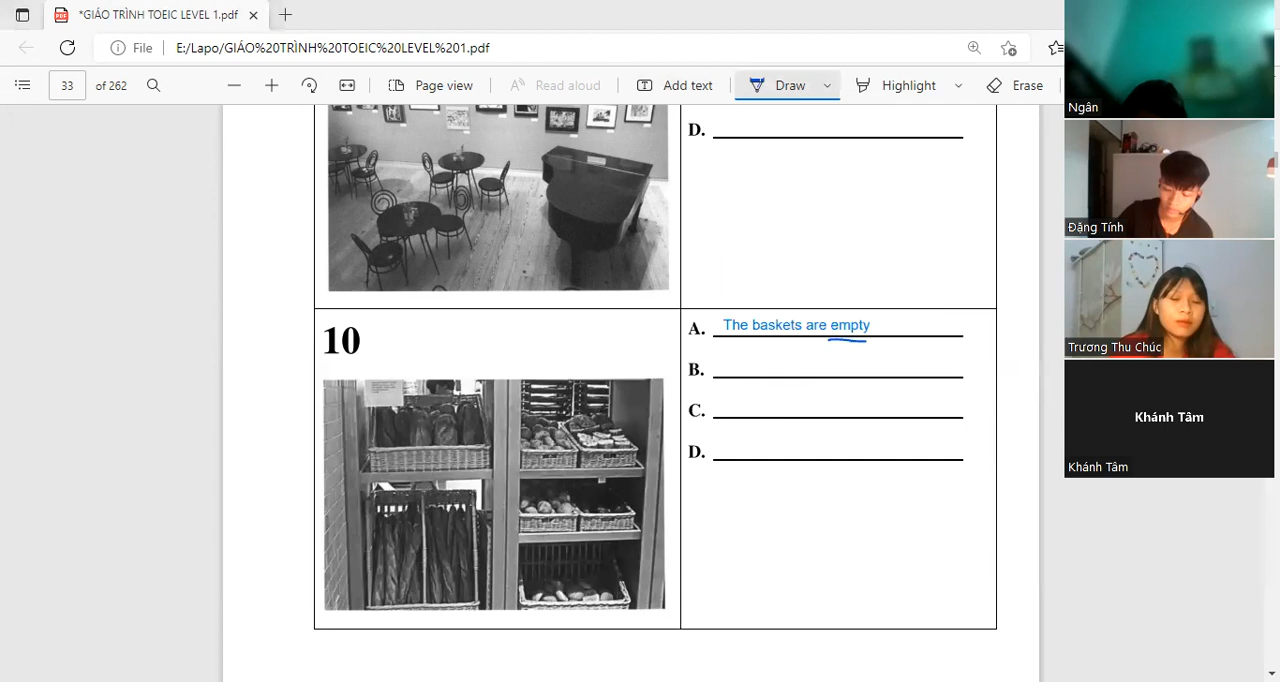 *GIÁO TRÌNH TOEIC LEVEL 1.pdf
File E:/Lapo/GIÁO%20TRÌNH%20TOEIC%20LEVEL%201.pdf
33 of 262 Page view Read aloud Add text Draw Highlight Erase
D.
10
A. The baskets are empty
B.
C.
D.
Ngân
Đặng Tính
Trương Thu Chúc
Khánh Tâm
Khánh Tâm